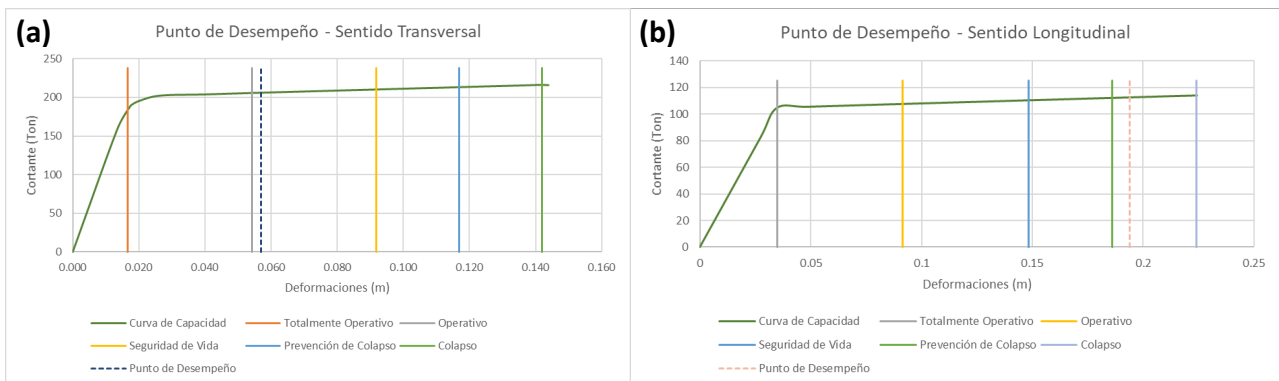 (a)
Punto de Desempeño - Sentido Transversal
Cortante (Ton)
250
200
150
100
50
0
0.000 0.020 0.040 0.060 0.080 0.100 0.120 0.140 0.160
Deformaciones (m)
Curva de Capacidad Totalmente Operativo Operativo
Seguridad de Vida Prevención de Colapso Colapso
Punto de Desempeño
(b)
Punto de Desempeño - Sentido Longitudinal
Cortante (Ton)
140
120
100
80
60
40
20
0
0 0.05 0.1 0.15 0.2 0.25
Deformaciones (m)
Curva de Capacidad Totalmente Operativo Operativo
Seguridad de Vida Prevención de Colapso Colapso
Punto de Desempeño